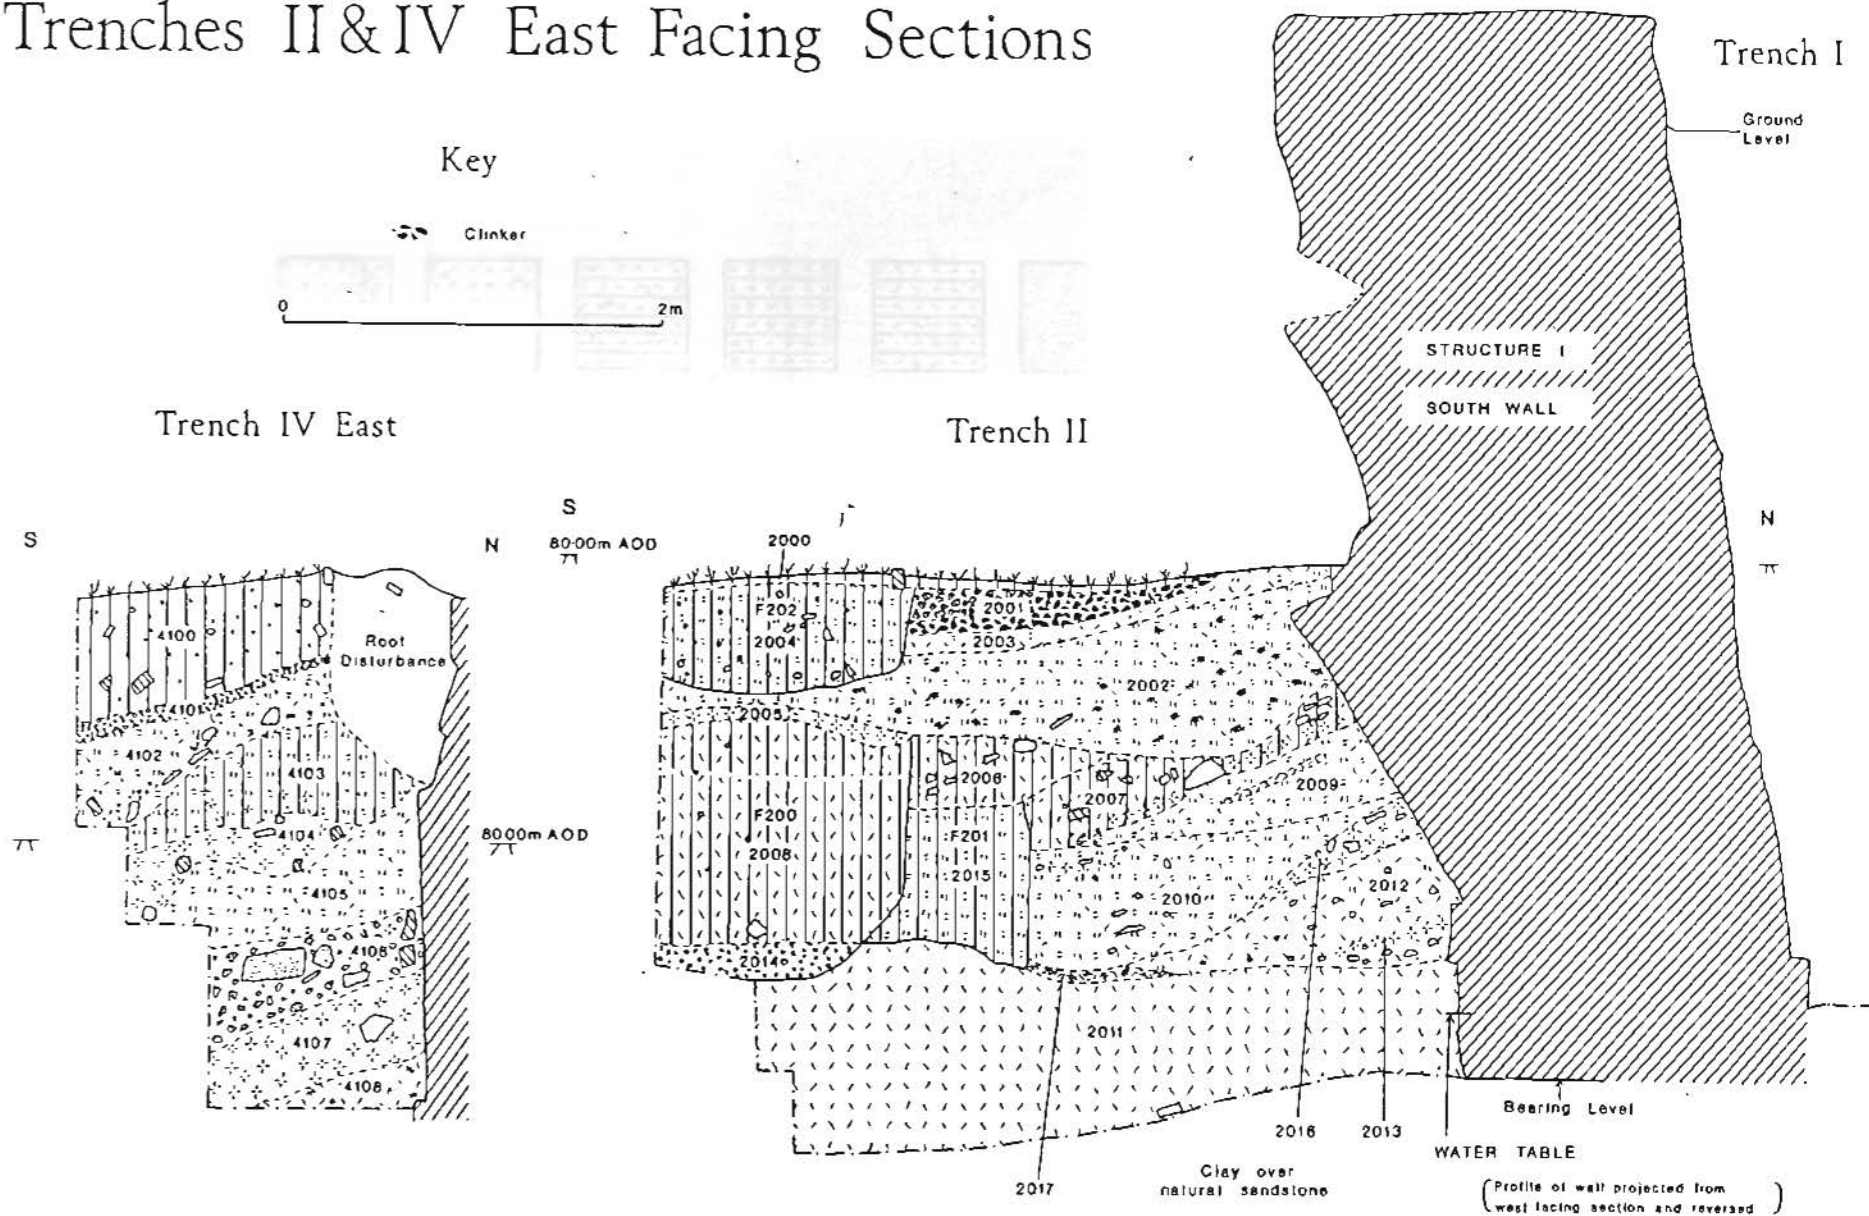 Trenches II & IV East Facing Sections
Trench I
Ground
Level
Key
Clinker
0 2m
STRUCTURE I
SOUTH WALL
Trench IV East
Trench II
S
N
S
80·00m AOD
2000
N
F202
2004
2001
2003
2002
2005
2006
2007
2009
F200
2008
F201
2015
2010
2012
2014
2011
4100
Root
Disturbance
4101
4102
4103
4104
80·00m AOD
4105
4106
4107
4108
2017
Clay over
natural sandstone
2016
2013
Bearing Level
WATER TABLE
(Profile of wall projected from
west facing section and reversed)